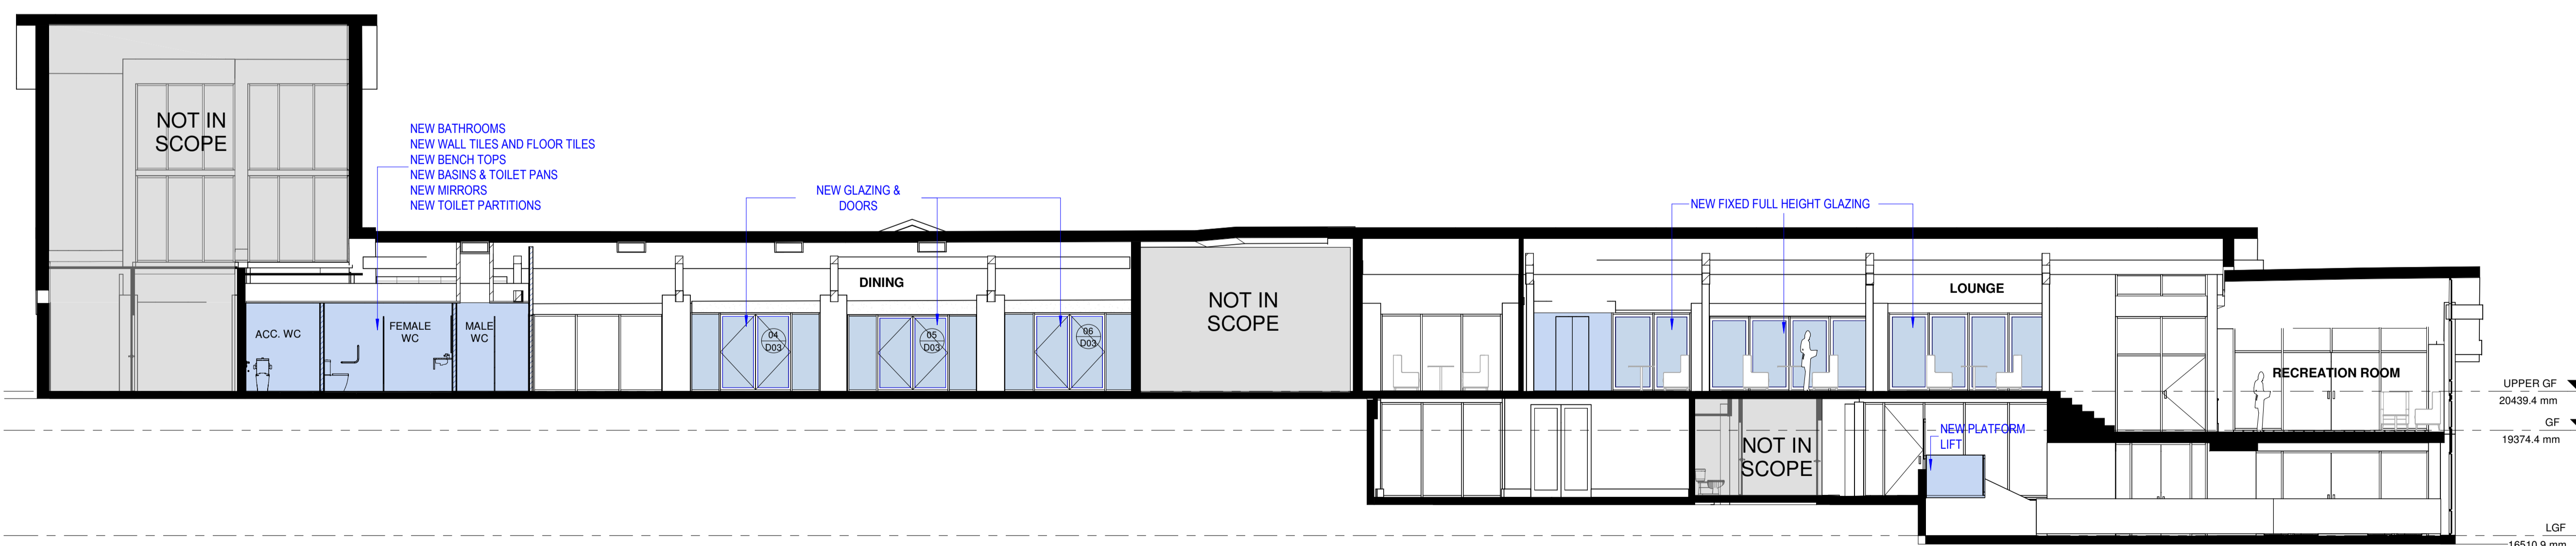 NOT IN
SCOPE
NEW BATHROOMS
NEW WALL TILES AND FLOOR TILES
NEW BENCH TOPS
NEW BASINS & TOILET PANS
NEW MIRRORS
NEW TOILET PARTITIONS
NEW GLAZING &
DOORS
NEW FIXED FULL HEIGHT GLAZING
DINING
LOUNGE
NOT IN
SCOPE
ACC. WC
FEMALE
WC
MALE
WC
04
D03
05
D03
06
D03
RECREATION ROOM
UPPER GF
20439.4 mm
GF
19374.4 mm
NEW PLATFORM
LIFT
NOT IN
SCOPE
LGF
16510.9 mm